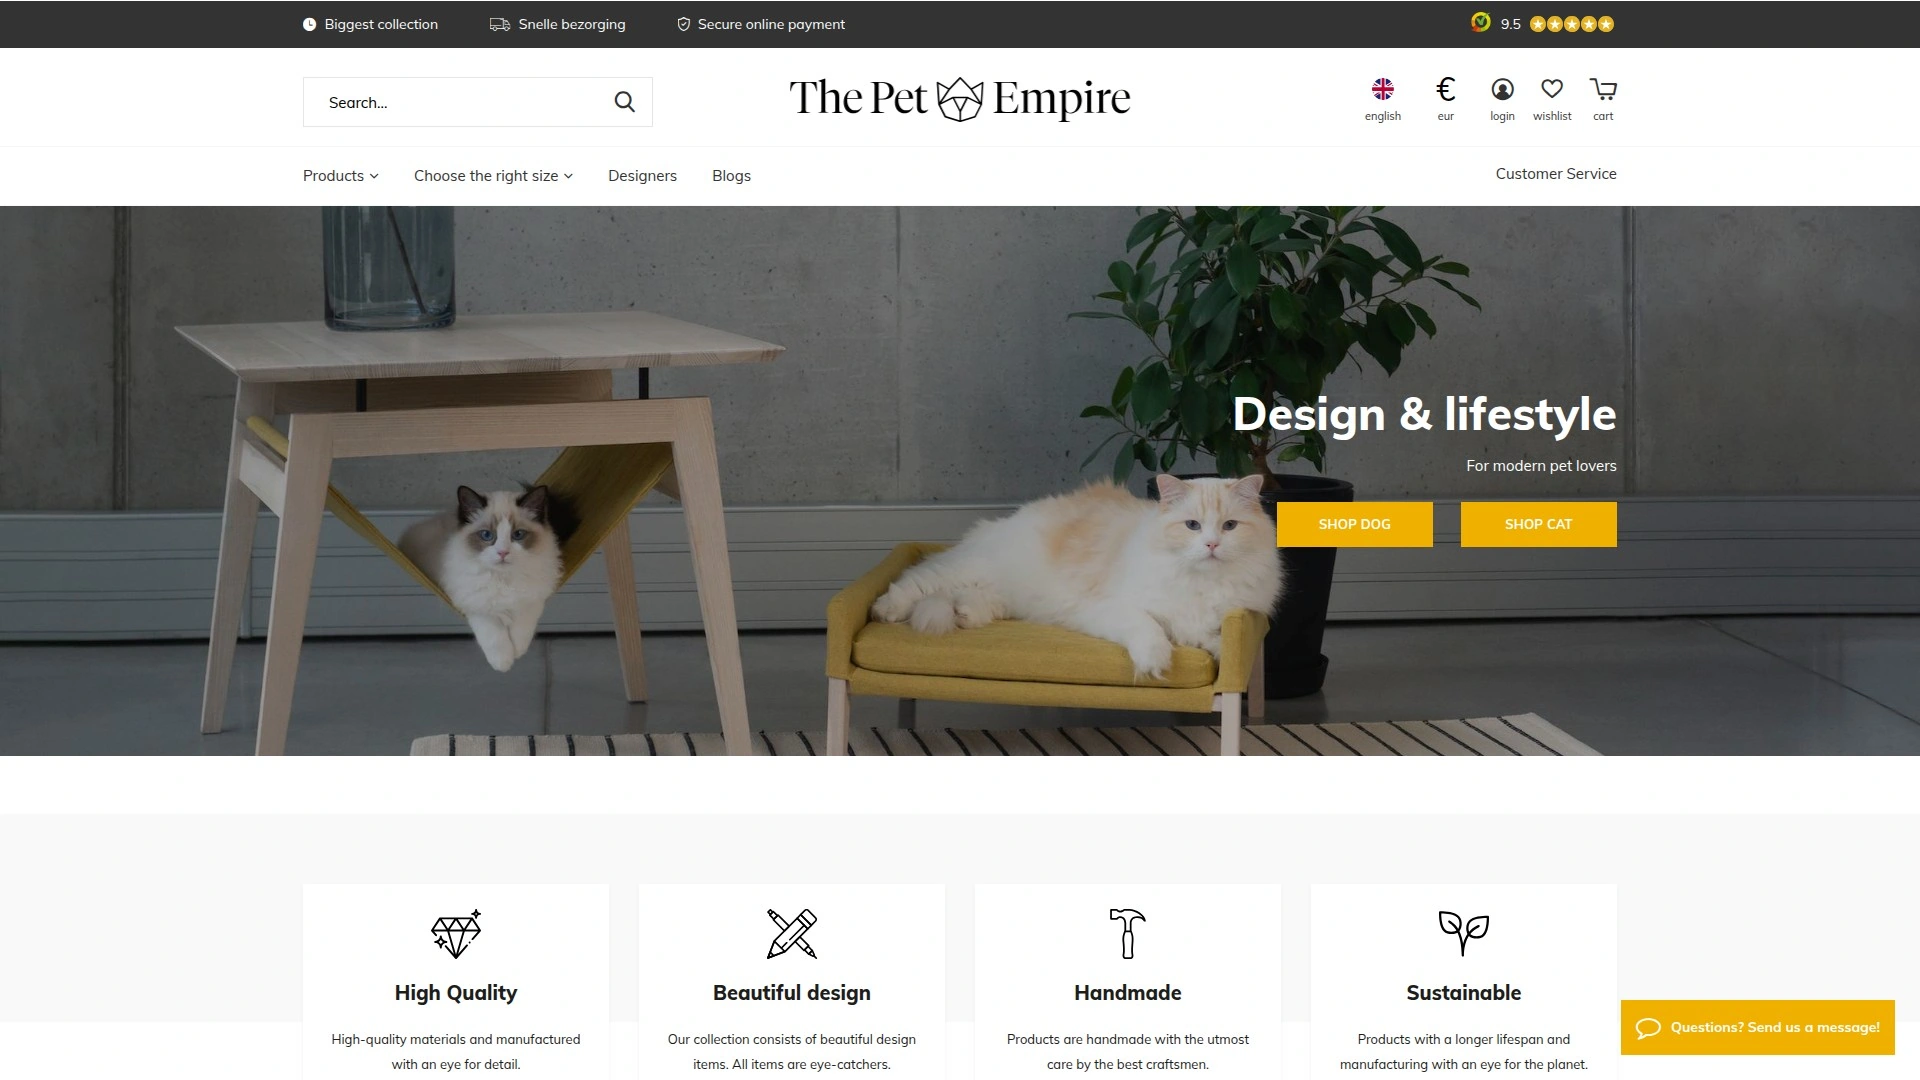 Biggest collection
Snelle bezorging
Secure online payment
9.5
Search...
The Pet Empire
english
eur
login
wishlist
cart
Products
Choose the right size
Designers
Blogs
Customer Service
Design & lifestyle
For modern pet lovers
SHOP DOG
SHOP CAT
High Quality
High-quality materials and manufactured
with an eye for detail.
Beautiful design
Our collection consists of beautiful design
items. All items are eye-catchers.
Handmade
Products are handmade with the utmost
care by the best craftsmen.
Sustainable
Products with a longer lifespan and
manufacturing with an eye for the planet.
Questions? Send us a message!